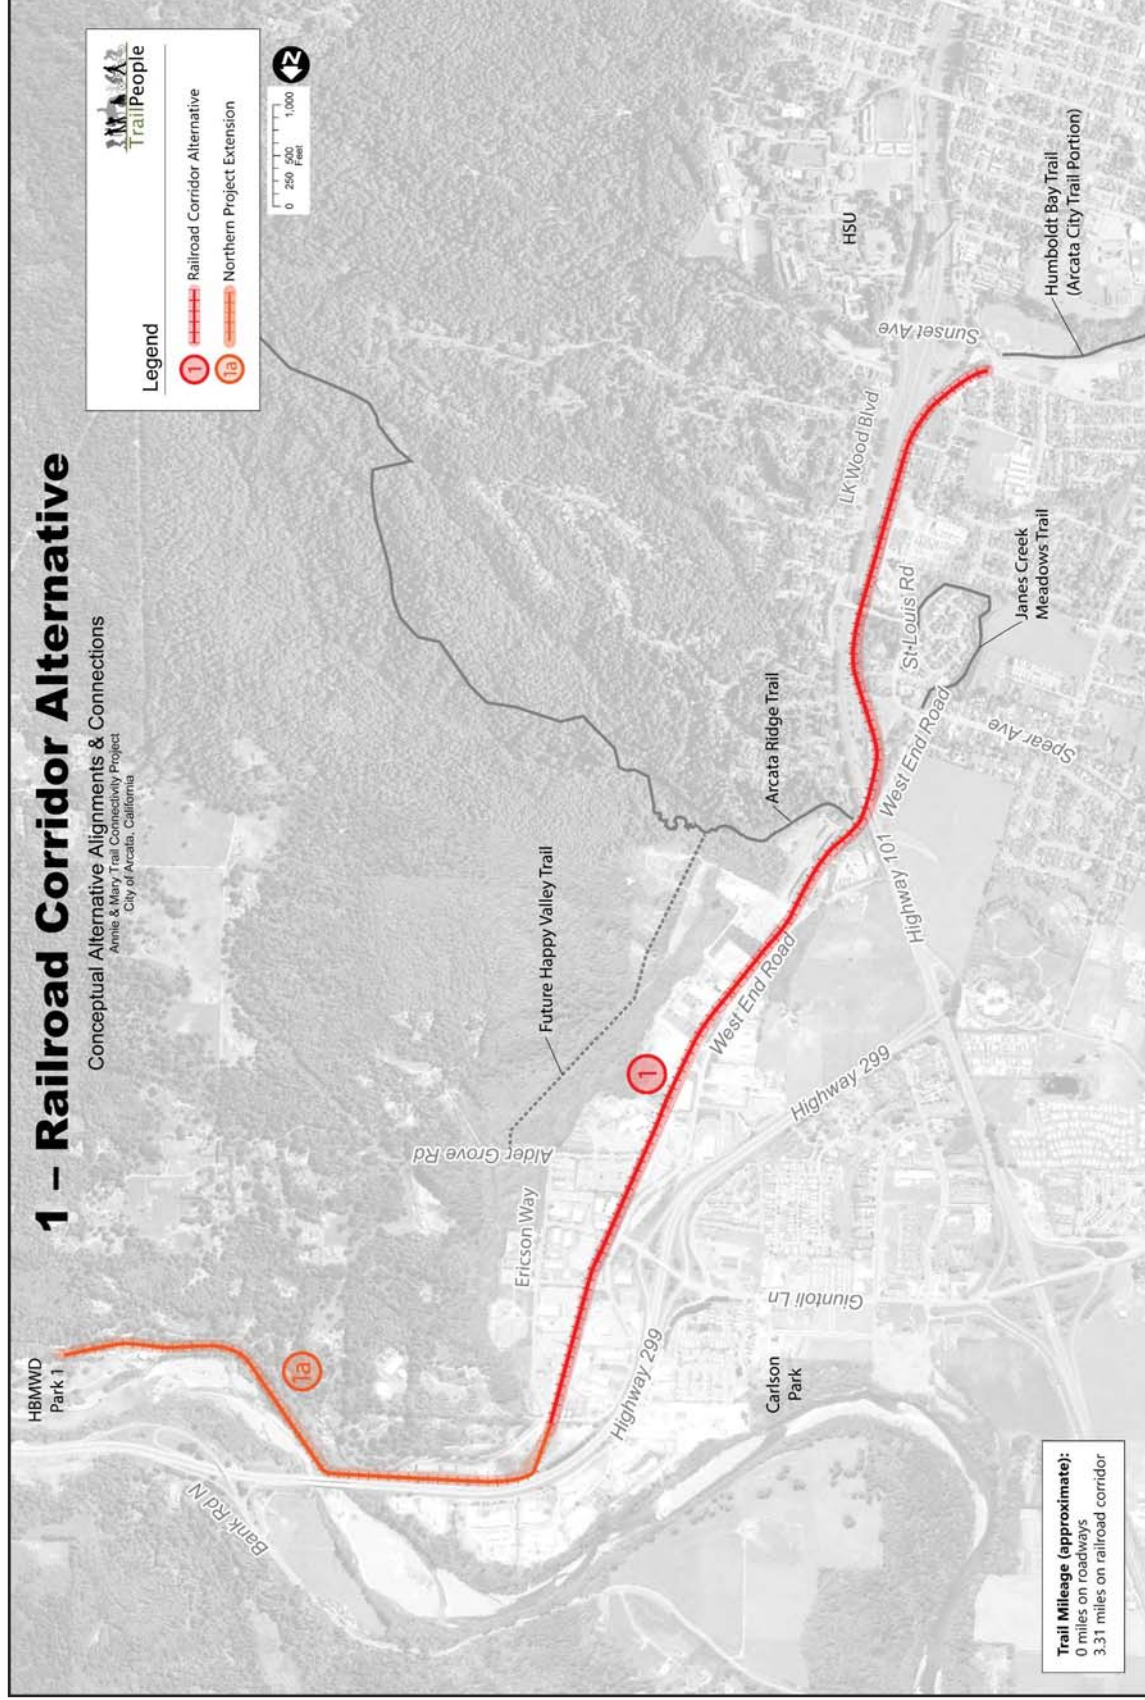 1 – Railroad Corridor Alternative
Conceptual Alternative Alignments & Connections
Annie & Mary Trail Connectivity Project
City of Arcata, California
TrailPeople
Legend
1 Railroad Corridor Alternative
1a Northern Project Extension
0 250 500 1,000
Feet
N
HBMWD
Park 1
1a
Bank Rd N
Highway 299
Carlson
Park
Giuntoli Ln
Ericson Way
Alder Grove Rd
Future Happy Valley Trail
1
Highway 299
West End Road
Highway 101
Arcata Ridge Trail
West End Road
Spear Ave
St Louis Rd
Janes Creek
Meadows Trail
LK Wood Blvd
Sunset Ave
HSU
Humboldt Bay Trail
(Arcata City Trail Portion)
Trail Mileage (approximate):
0 miles on roadways
3.31 miles on railroad corridor